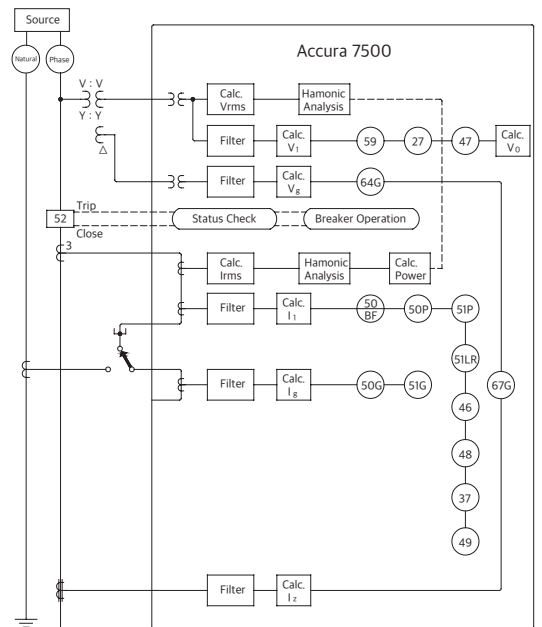 Source
Accura 7500
Natural
Phase
V : V
Y : Y
Δ
Calc.
Vrms
Hamonic
Analysis
Filter
Calc.
V1
59
27
47
Calc.
V0
Filter
Calc.
Vg
64G
52
Trip
Close
Status Check
Breaker Operation
3
Calc.
Irms
Hamonic
Analysis
Calc.
Power
Filter
Calc.
I1
50
BF
50P
51P
51LR
Filter
Calc.
Ig
50G
51G
67G
46
48
37
49
Filter
Calc.
Iz